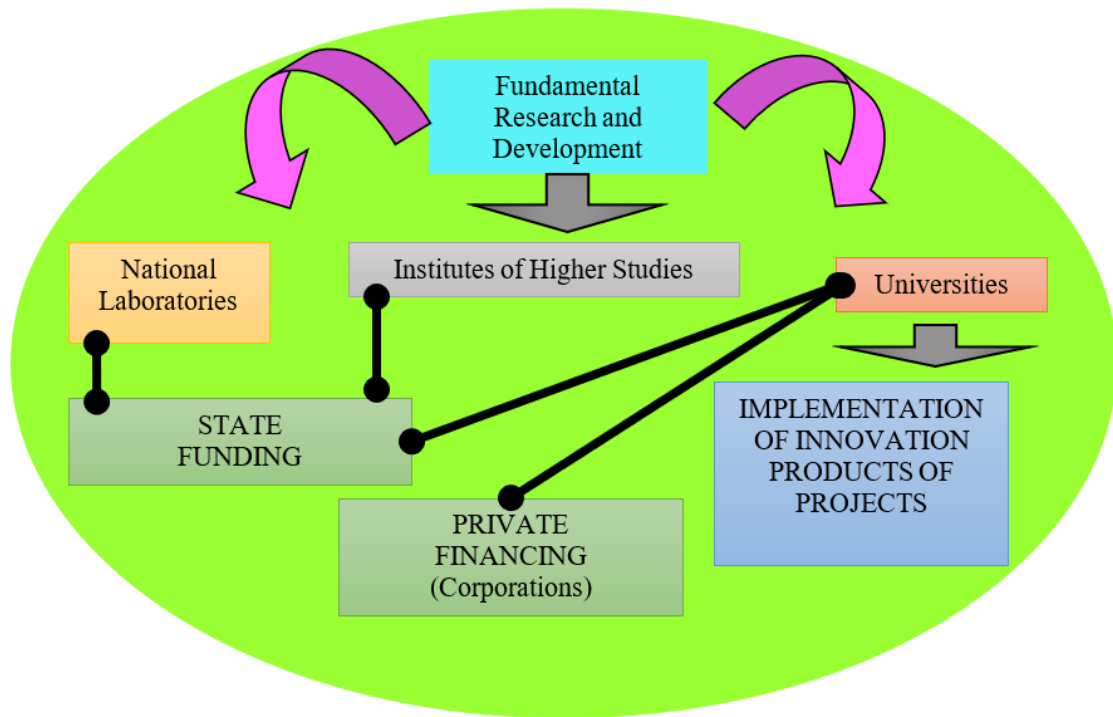 Fundamental
Research and
Development
National
Laboratories
Institutes of Higher Studies
Universities
STATE
FUNDING
IMPLEMENTATION
OF INNOVATION
PRODUCTS OF
PROJECTS
PRIVATE
FINANCING
(Corporations)